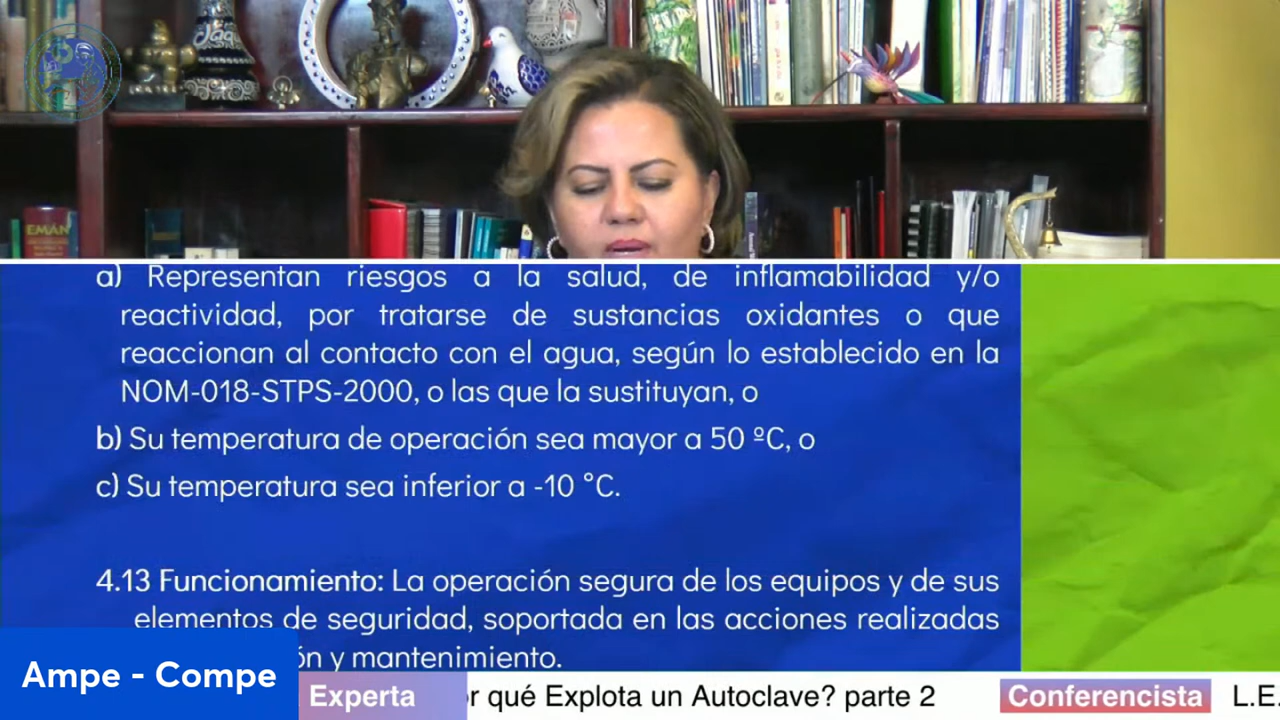 EMAN
a) Representan riesgos a la salud, de inflamabilidad y/o
reactividad, por tratarse de sustancias oxidantes o que
reaccionan al contacto con el agua, según lo establecido en la
NOM-018-STPS-2000, o las que la sustituyan, o
b) Su temperatura de operación sea mayor a 50 ºC, o
c) Su temperatura sea inferior a -10 °C.
4.13 Funcionamiento: La operación segura de los equipos y de sus
elementos de seguridad, soportada en las acciones realizadas
ón y mantenimiento.
Ampe - Compe
Experta
r qué Explota un Autoclave? parte 2
Conferencista
L.E.